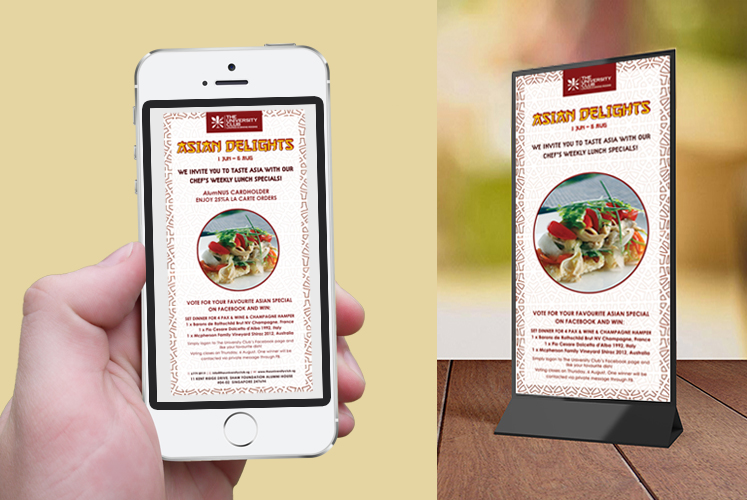 THE
UNIVERSITY
CLUB
ASIAN DELIGHTS
1 JUN – 8 AUG
WE INVITE YOU TO TASTE ASIA WITH OUR
CHEF'S WEEKLY LUNCH SPECIALS!
AlumNUS CARDHOLDER
ENJOY 25%A LA CARTE ORDERS
VOTE FOR YOUR FAVOURITE ASIAN SPECIAL
ON FACEBOOK AND WIN:
SET DINNER FOR 4 PAX & WINE & CHAMPAGNE HAMPER
1 x Barons de Rothschild Brut NV Champagne, France
1 x Pio Cesare Dolcetto d'Alba 1992, Italy
1 x Mcpherson Family Vineyard Shiraz 2012, Australia
Simply logon to The University Club's Facebook page and
like your favourite dish!
Voting closes on Thursday, 6 August. One winner will be
contacted via private message through FB.
11 KENT RIDGE DRIVE, SHAW FOUNDATION ALUMNI HOUSE
SINGAPORE
THE
UNIVERSITY
CLUB
ASIAN DELIGHTS
1 JUN – 8 AUG
WE INVITE YOU TO TASTE ASIA WITH OUR
CHEF'S WEEKLY LUNCH SPECIALS!
VOTE FOR YOUR FAVOURITE ASIAN SPECIAL
ON FACEBOOK AND WIN:
SET DINNER FOR 4 PAX & WINE & CHAMPAGNE HAMPER
1 x Barons de Rothschild Brut NV Champagne, France
1 x Pio Cesare Dolcetto d'Alba 1992, Italy
1 x Mcpherson Family Vineyard Shiraz 2012, Australia
Simply logon to The University Club's Facebook page and
like your favourite dish!
Voting closes on Thursday, 6 August. One winner will be
contacted via private message through FB.